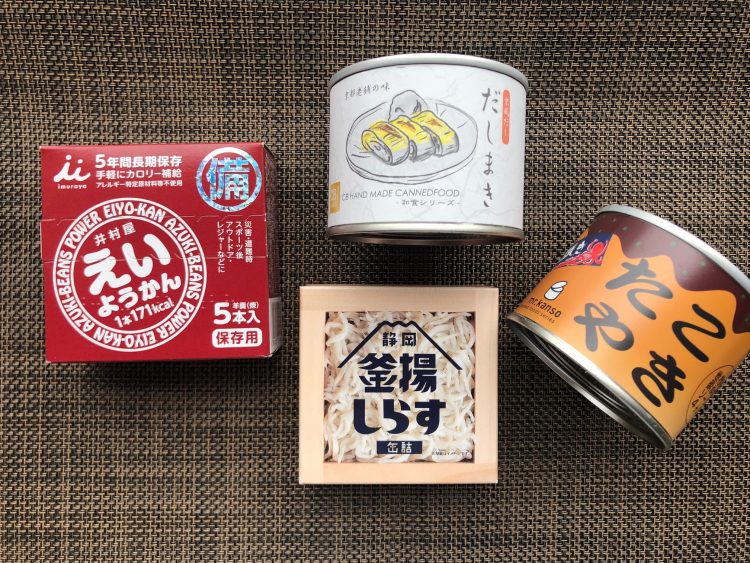 imuraya
5年間長期保存
手軽にカロリー補給
アレルギー特定原材料等不使用
備
AZUKI-BEANS POWER EIYO-KAN AZUKI-BEANS POWER EIYO-KAN
井村屋
えい
ようかん
1本171kcal
災害・避難時
スポーツ後
アウトドア・
レジャーなどに
羊羹(煉)
5本入
保存用
京都老舗の味
だしまき
CB HAND MADE CANNEDFOOD
-和食シリーズ-
静岡
釜揚
しらす
缶詰
mr.kanso
たこやき